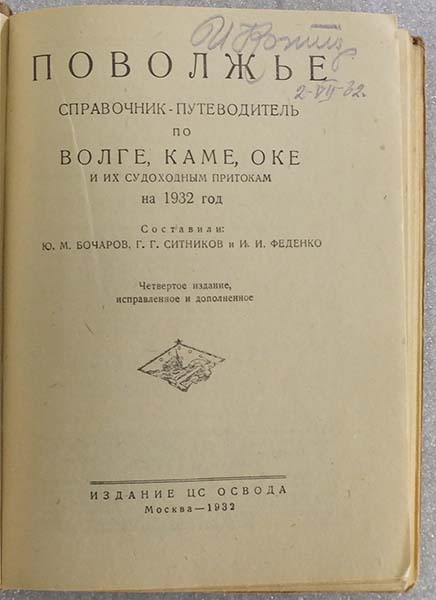 ПОВОЛЖЬЕ
2-VII-32.
СПРАВОЧНИК-ПУТЕВОДИТЕЛЬ
ПО
ВОЛГЕ, КАМЕ, ОКЕ
И ИХ СУДОХОДНЫМ ПРИТОКАМ
на 1932 год
Составили:
Ю. М. БОЧАРОВ, Г. Г. СИТНИКОВ и И. И. ФЕДЕНКО
Четвертое издание,
исправленное и дополненное
ИЗДАНИЕ ЦС ОСВОДА
Москва—1932